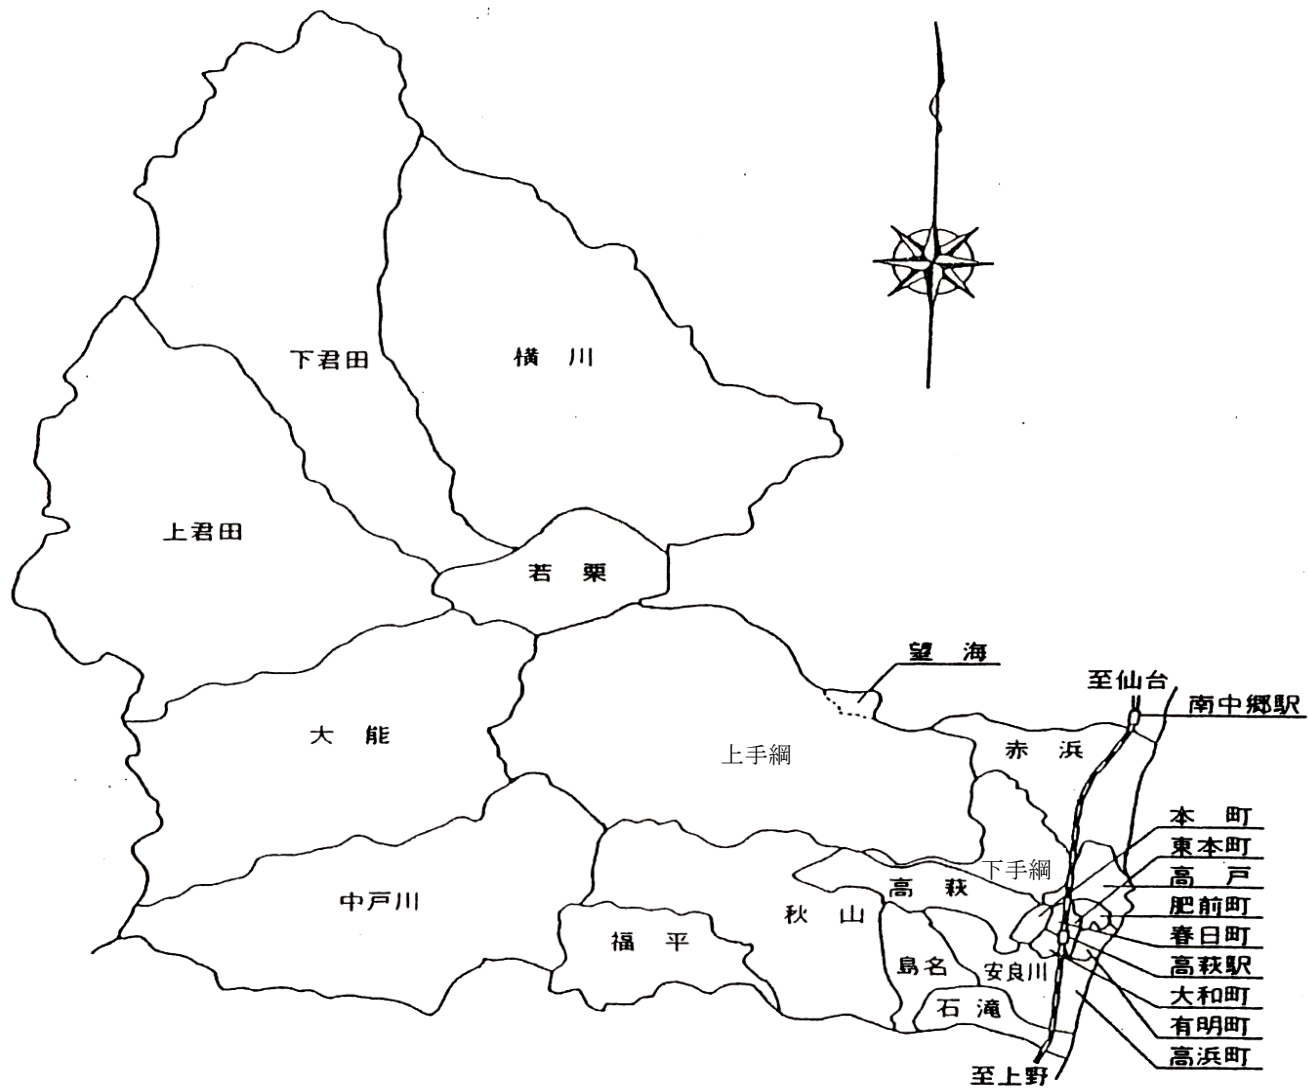 下君田
横川
上君田
若栗
望海
至仙台
南中郷駅
大能
上手綱
赤浜
本町
東本町
高戸
肥前町
春日町
高萩駅
大和町
有明町
高浜町
下手綱
高萩
中戸川
秋山
福平
島名
安良川
石滝
至上野